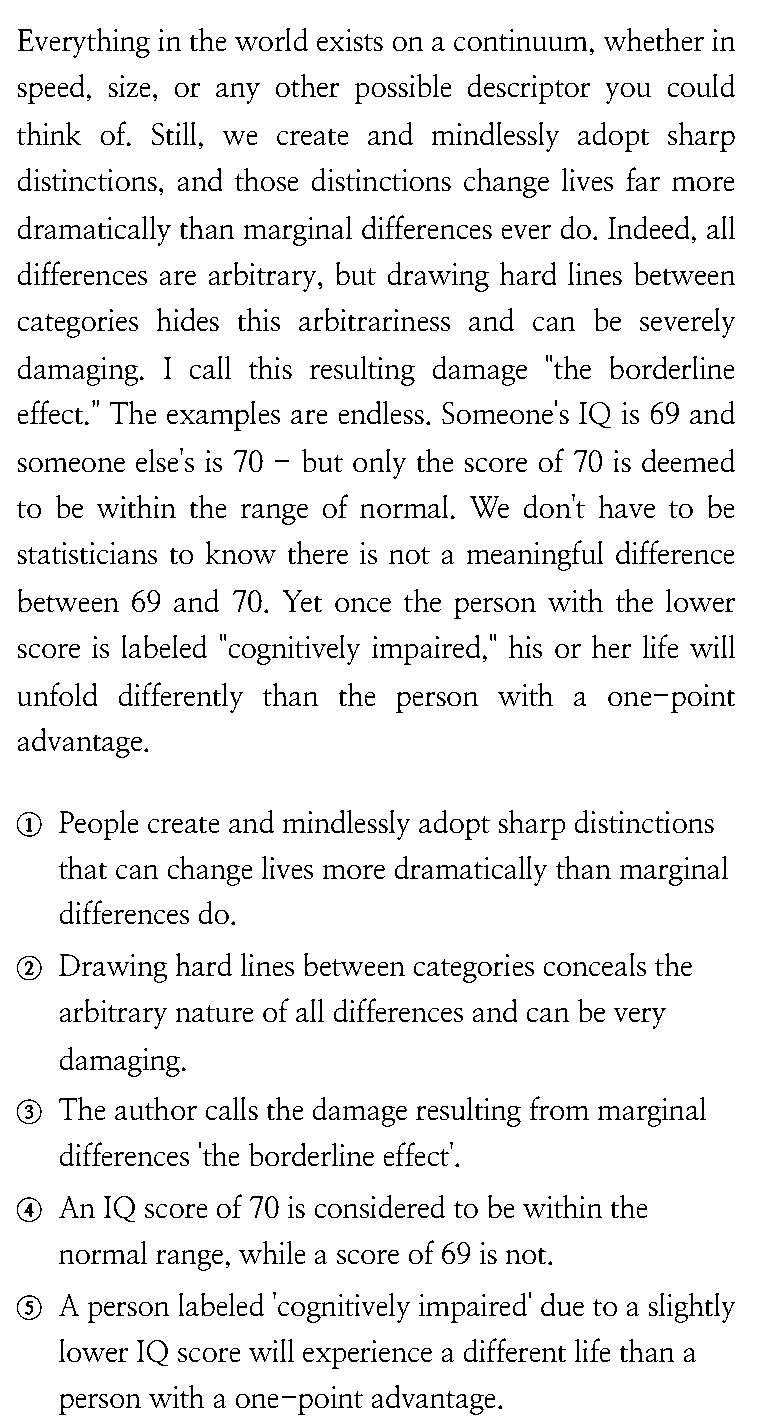 Everything in the world exists on a continuum, whether in
speed, size, or any other possible descriptor you could
think of. Still, we create and mindlessly adopt sharp
distinctions, and those distinctions change lives far more
dramatically than marginal differences ever do. Indeed, all
differences are arbitrary, but drawing hard lines between
categories hides this arbitrariness and can be severely
damaging. I call this resulting damage "the borderline
effect." The examples are endless. Someone's IQ is 69 and
someone else's is 70 - but only the score of 70 is deemed
to be within the range of normal. We don't have to be
statisticians to know there is not a meaningful difference
between 69 and 70. Yet once the person with the lower
score is labeled "cognitively impaired," his or her life will
unfold differently than the person with a one-point
advantage.
① People create and mindlessly adopt sharp distinctions
that can change lives more dramatically than marginal
differences do.
② Drawing hard lines between categories conceals the
arbitrary nature of all differences and can be very
damaging.
③ The author calls the damage resulting from marginal
differences 'the borderline effect'.
④ An IQ score of 70 is considered to be within the
normal range, while a score of 69 is not.
⑤ A person labeled 'cognitively impaired' due to a slightly
lower IQ score will experience a different life than a
person with a one-point advantage.